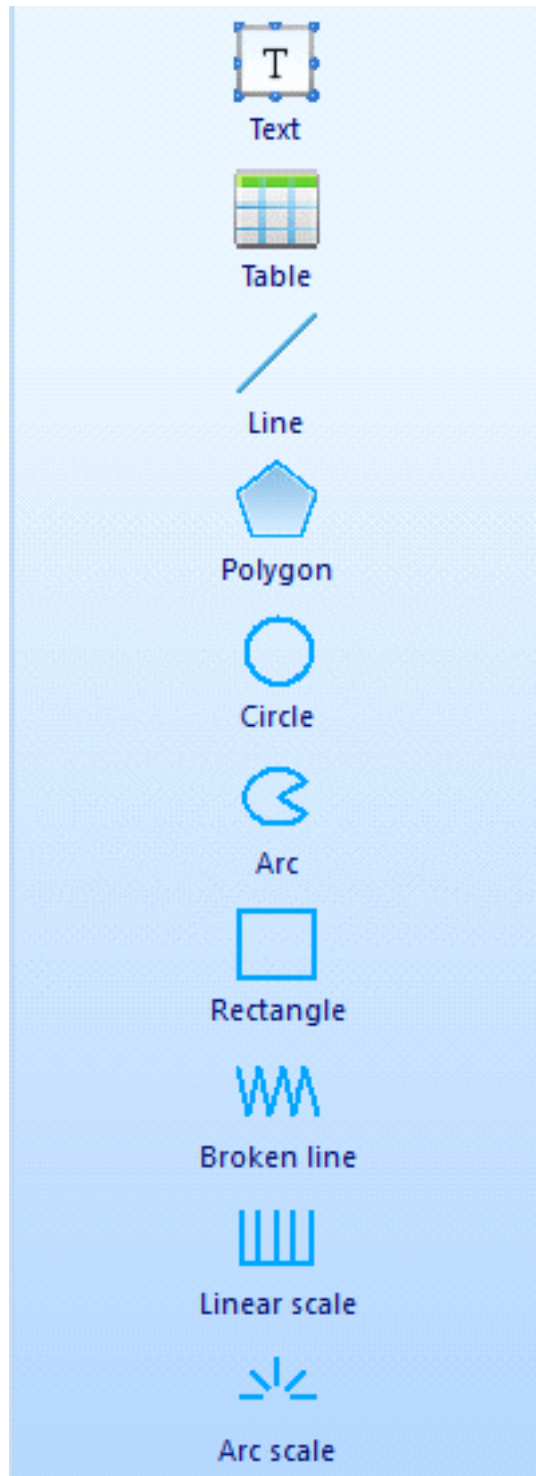 T
Text
Table
Line
Polygon
Circle
Arc
Rectangle
Broken line
Linear scale
Arc scale